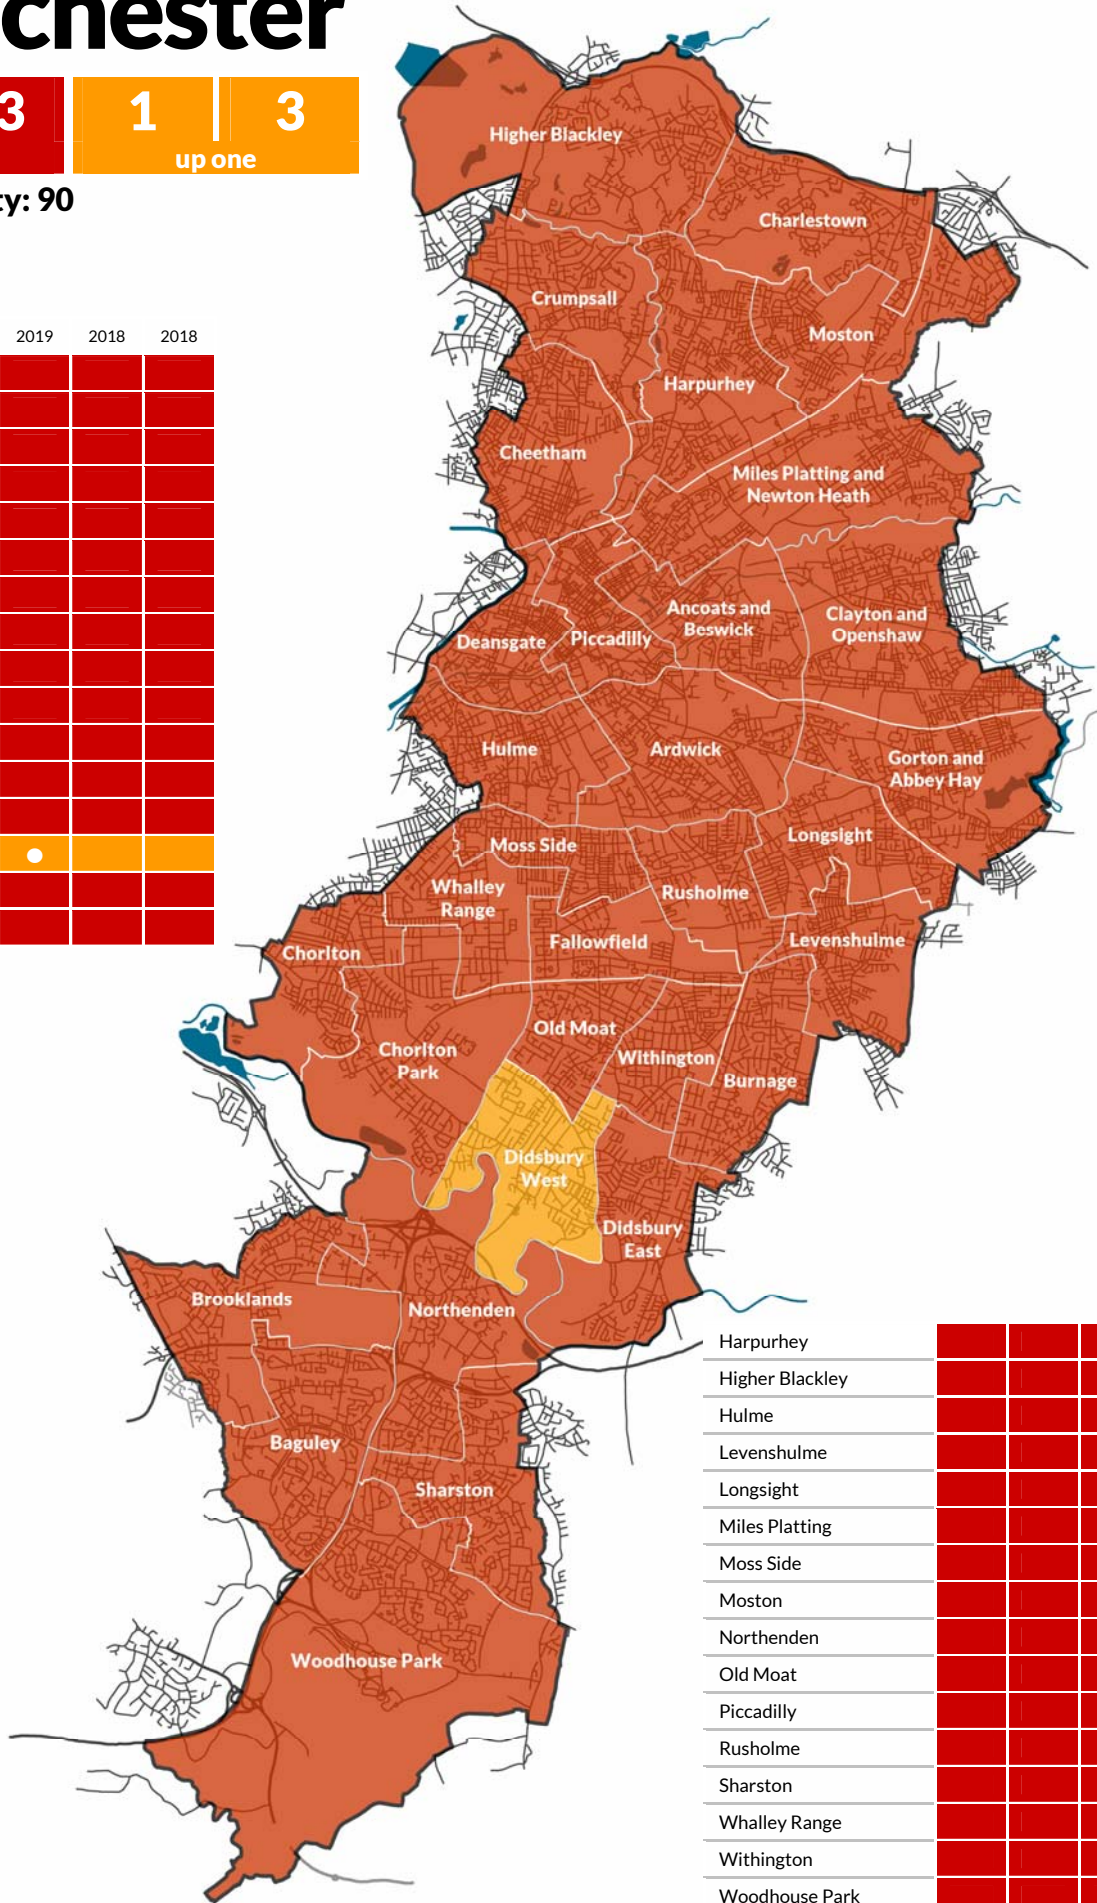 chester
3 1 3
up one
ty: 90
2019 2018 2018
Higher Blackley
Charlestown
Crumpsall
Moston
Harpurhey
Cheetham
Miles Platting and
Newton Heath
Ancoats and
Beswick
Clayton and
Openshaw
Deansgate
Piccadilly
Hulme
Ardwick
Gorton and
Abbey Hay
Longsight
Moss Side
Whalley
Range
Rusholme
Fallowfield
Levenshulme
Chorlton
Old Moat
Chorlton
Park
Withington
Burnage
Didsbury
West
Didsbury
East
Brooklands
Northenden
Baguley
Sharston
Woodhouse Park
Harpurhey
Higher Blackley
Hulme
Levenshulme
Longsight
Miles Platting
Moss Side
Moston
Northenden
Old Moat
Piccadilly
Rusholme
Sharston
Whalley Range
Withington
Woodhouse Park